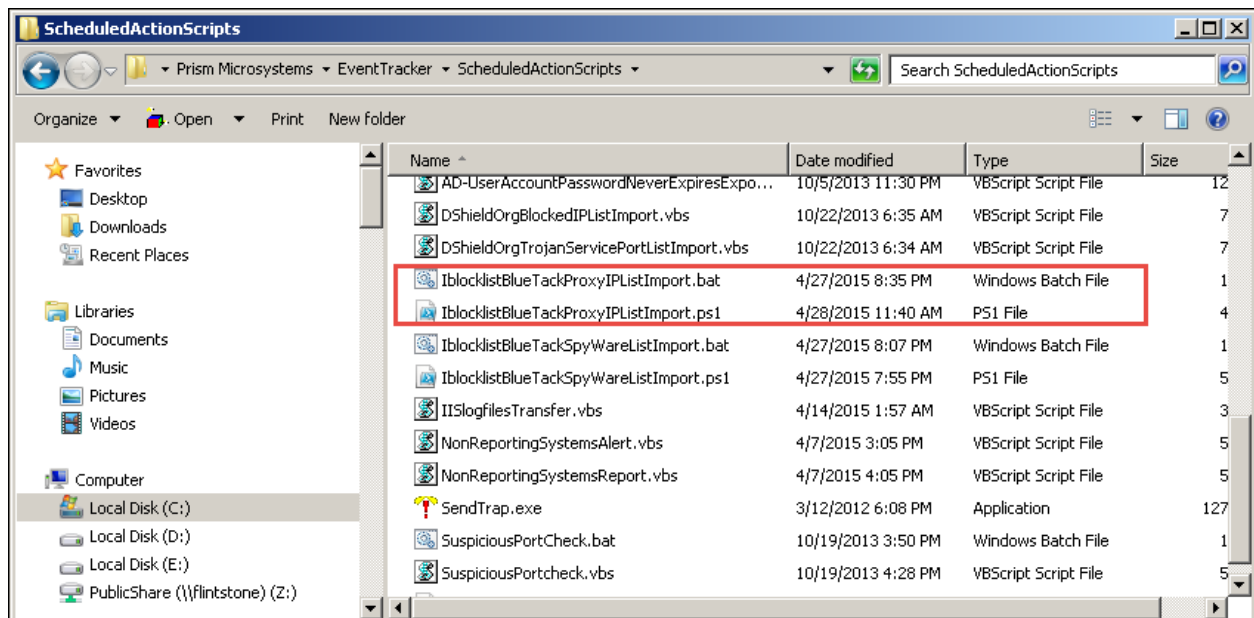 ScheduledActionScripts
Prism Microsystems EventTracker ScheduledActionScripts Search ScheduledActionScripts
Organize Open Print New folder
Favorites
Desktop
Downloads
Recent Places
Libraries
Documents
Music
Pictures
Videos
Computer
Local Disk (C:)
Local Disk (D:)
Local Disk (E:)
PublicShare (\\flintstone) (Z:)
Name Date modified Type Size
AD-UserAccountPasswordNeverExpiresExpo... 10/5/2013 11:30 PM VBScript Script File 12
DShieldOrgBlockedIPListImport.vbs 10/22/2013 6:35 AM VBScript Script File 7
DShieldOrgTrojanServicePortListImport.vbs 10/22/2013 6:34 AM VBScript Script File 7
IblocklistBlueTackProxyIPListImport.bat 4/27/2015 8:35 PM Windows Batch File 1
IblocklistBlueTackProxyIPListImport.ps1 4/28/2015 11:40 AM PS1 File 4
IblocklistBlueTackSpyWareListImport.bat 4/27/2015 8:07 PM Windows Batch File 1
IblocklistBlueTackSpyWareListImport.ps1 4/27/2015 7:55 PM PS1 File 5
IISlogfilesTransfer.vbs 4/14/2015 1:57 AM VBScript Script File 3
NonReportingSystemsAlert.vbs 4/7/2015 3:05 PM VBScript Script File 5
NonReportingSystemsReport.vbs 4/7/2015 4:05 PM VBScript Script File 5
SendTrap.exe 3/12/2012 6:08 PM Application 127
SuspiciousPortCheck.bat 10/19/2013 3:50 PM Windows Batch File 1
SuspiciousPortcheck.vbs 10/19/2013 4:28 PM VBScript Script File 5